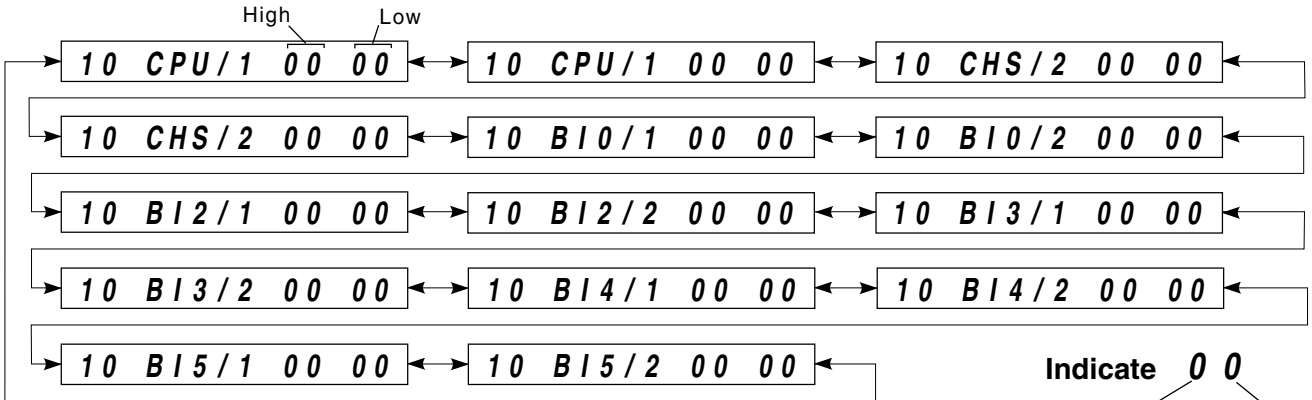 High Low
10 CPU/1 00 00 10 CPU/1 00 00 10 CHS/2 00 00
10 CHS/2 00 00 10 BI0/1 00 00 10 BI0/2 00 00
10 BI2/1 00 00 10 BI2/2 00 00 10 BI3/1 00 00
10 BI3/2 00 00 10 BI4/1 00 00 10 BI4/2 00 00
10 BI5/1 00 00 10 BI5/2 00 00
Indicate 00